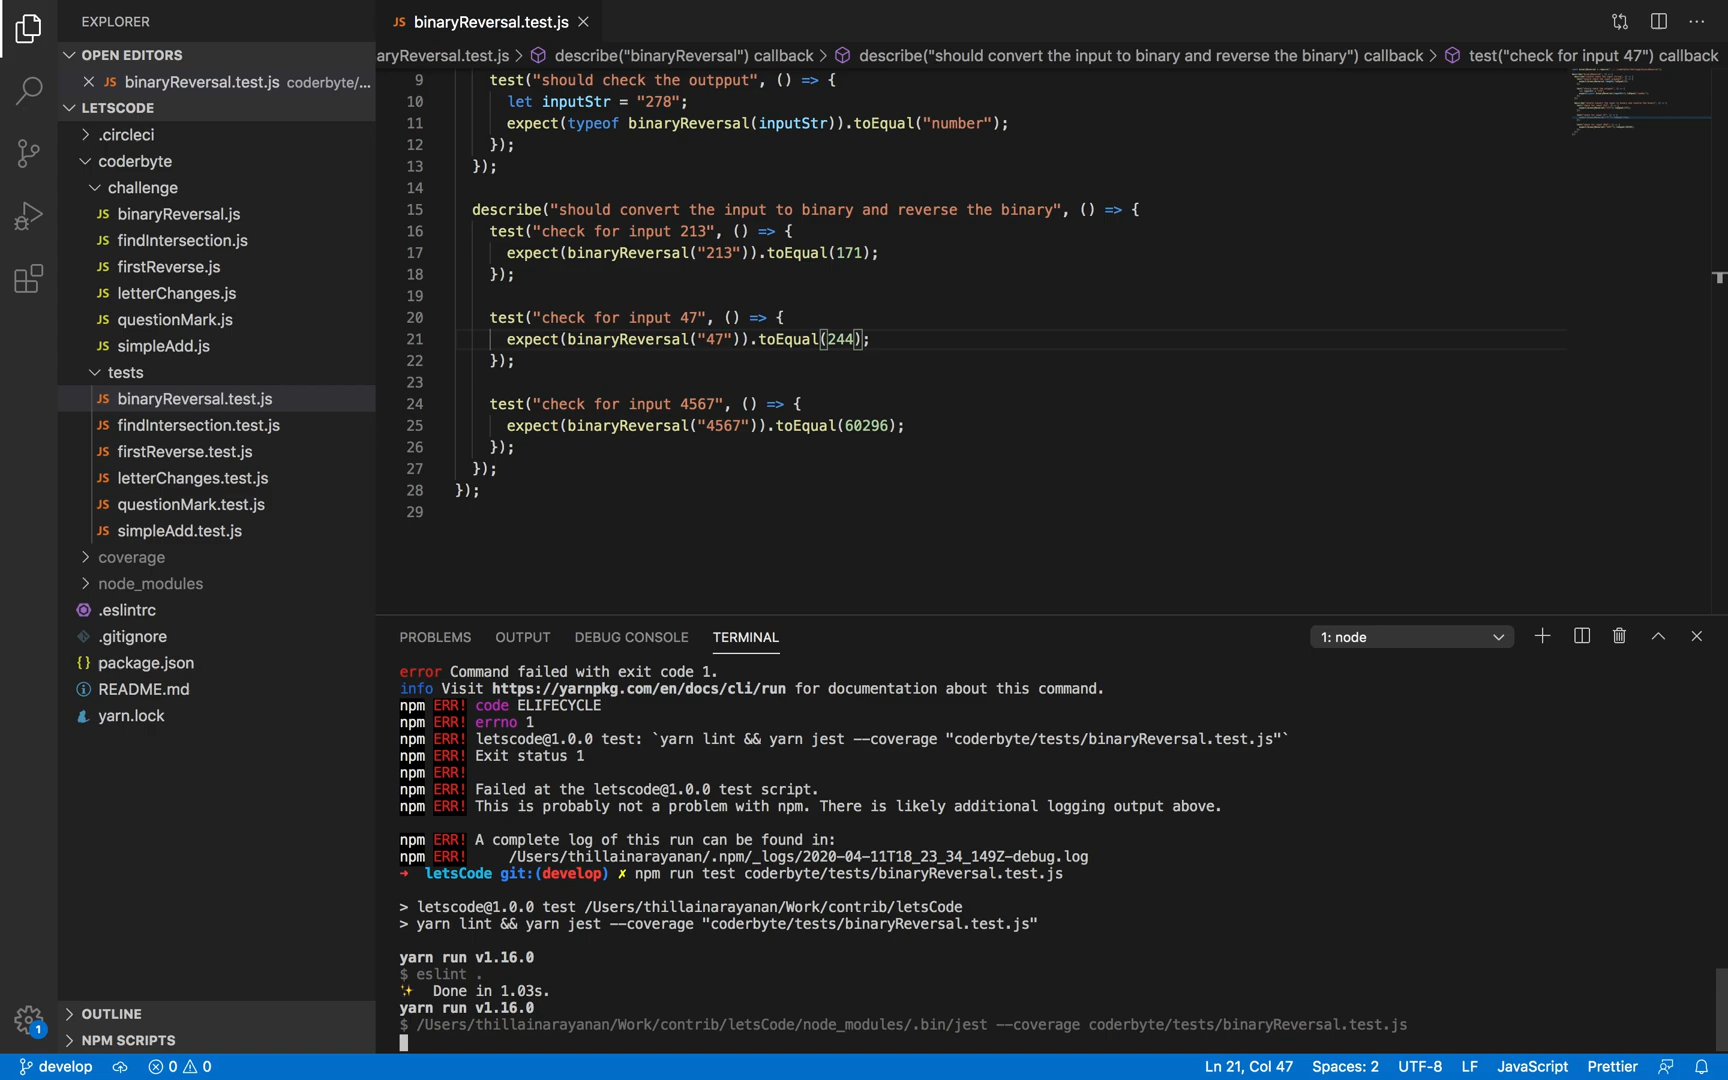 EXPLORER
OPEN EDITORS
JS binaryReversal.test.js coderbyte/...
LETSCODE
.circleci
coderbyte
challenge
JS binaryReversal.js
JS findIntersection.js
JS firstReverse.js
JS letterChanges.js
JS questionMark.js
JS simpleAdd.js
tests
JS binaryReversal.test.js
JS findIntersection.test.js
JS firstReverse.test.js
JS letterChanges.test.js
JS questionMark.test.js
JS simpleAdd.test.js
coverage
node_modules
.eslintrc
.gitignore
{} package.json
README.md
yarn.lock
OUTLINE
NPM SCRIPTS
1
JS binaryReversal.test.js
aryReversal.test.js > describe("binaryReversal") callback > describe("should convert the input to binary and reverse the binary") callback > test("check for input 47") callback
9 test("should check the outpput", () => {
10 let inputStr = "278";
11 expect(typeof binaryReversal(inputStr)).toEqual("number");
12 });
13 });
14
15 describe("should convert the input to binary and reverse the binary", () => {
16 test("check for input 213", () => {
17 expect(binaryReversal("213")).toEqual(171);
18 });
19
20 test("check for input 47", () => {
21 expect(binaryReversal("47")).toEqual(244);
22 });
23
24 test("check for input 4567", () => {
25 expect(binaryReversal("4567")).toEqual(60296);
26 });
27 });
28 });
29
PROBLEMS OUTPUT DEBUG CONSOLE TERMINAL 1: node
error Command failed with exit code 1.
info Visit https://yarnpkg.com/en/docs/cli/run for documentation about this command.
npm ERR! code ELIFECYCLE
npm ERR! errno 1
npm ERR! letscode@1.0.0 test: `yarn lint && yarn jest --coverage "coderbyte/tests/binaryReversal.test.js"`
npm ERR! Exit status 1
npm ERR!
npm ERR! Failed at the letscode@1.0.0 test script.
npm ERR! This is probably not a problem with npm. There is likely additional logging output above.
npm ERR! A complete log of this run can be found in:
npm ERR! /Users/thillainarayanan/.npm/_logs/2020-04-11T18_23_34_149Z-debug.log
➜ letsCode git:(develop) ✗ npm run test coderbyte/tests/binaryReversal.test.js
> letscode@1.0.0 test /Users/thillainarayanan/Work/contrib/letsCode
> yarn lint && yarn jest --coverage "coderbyte/tests/binaryReversal.test.js"
yarn run v1.16.0
$ eslint .
✨ Done in 1.03s.
yarn run v1.16.0
$ /Users/thillainarayanan/Work/contrib/letsCode/node_modules/.bin/jest --coverage coderbyte/tests/binaryReversal.test.js
develop 0 0 Ln 21, Col 47 Spaces: 2 UTF-8 LF JavaScript Prettier